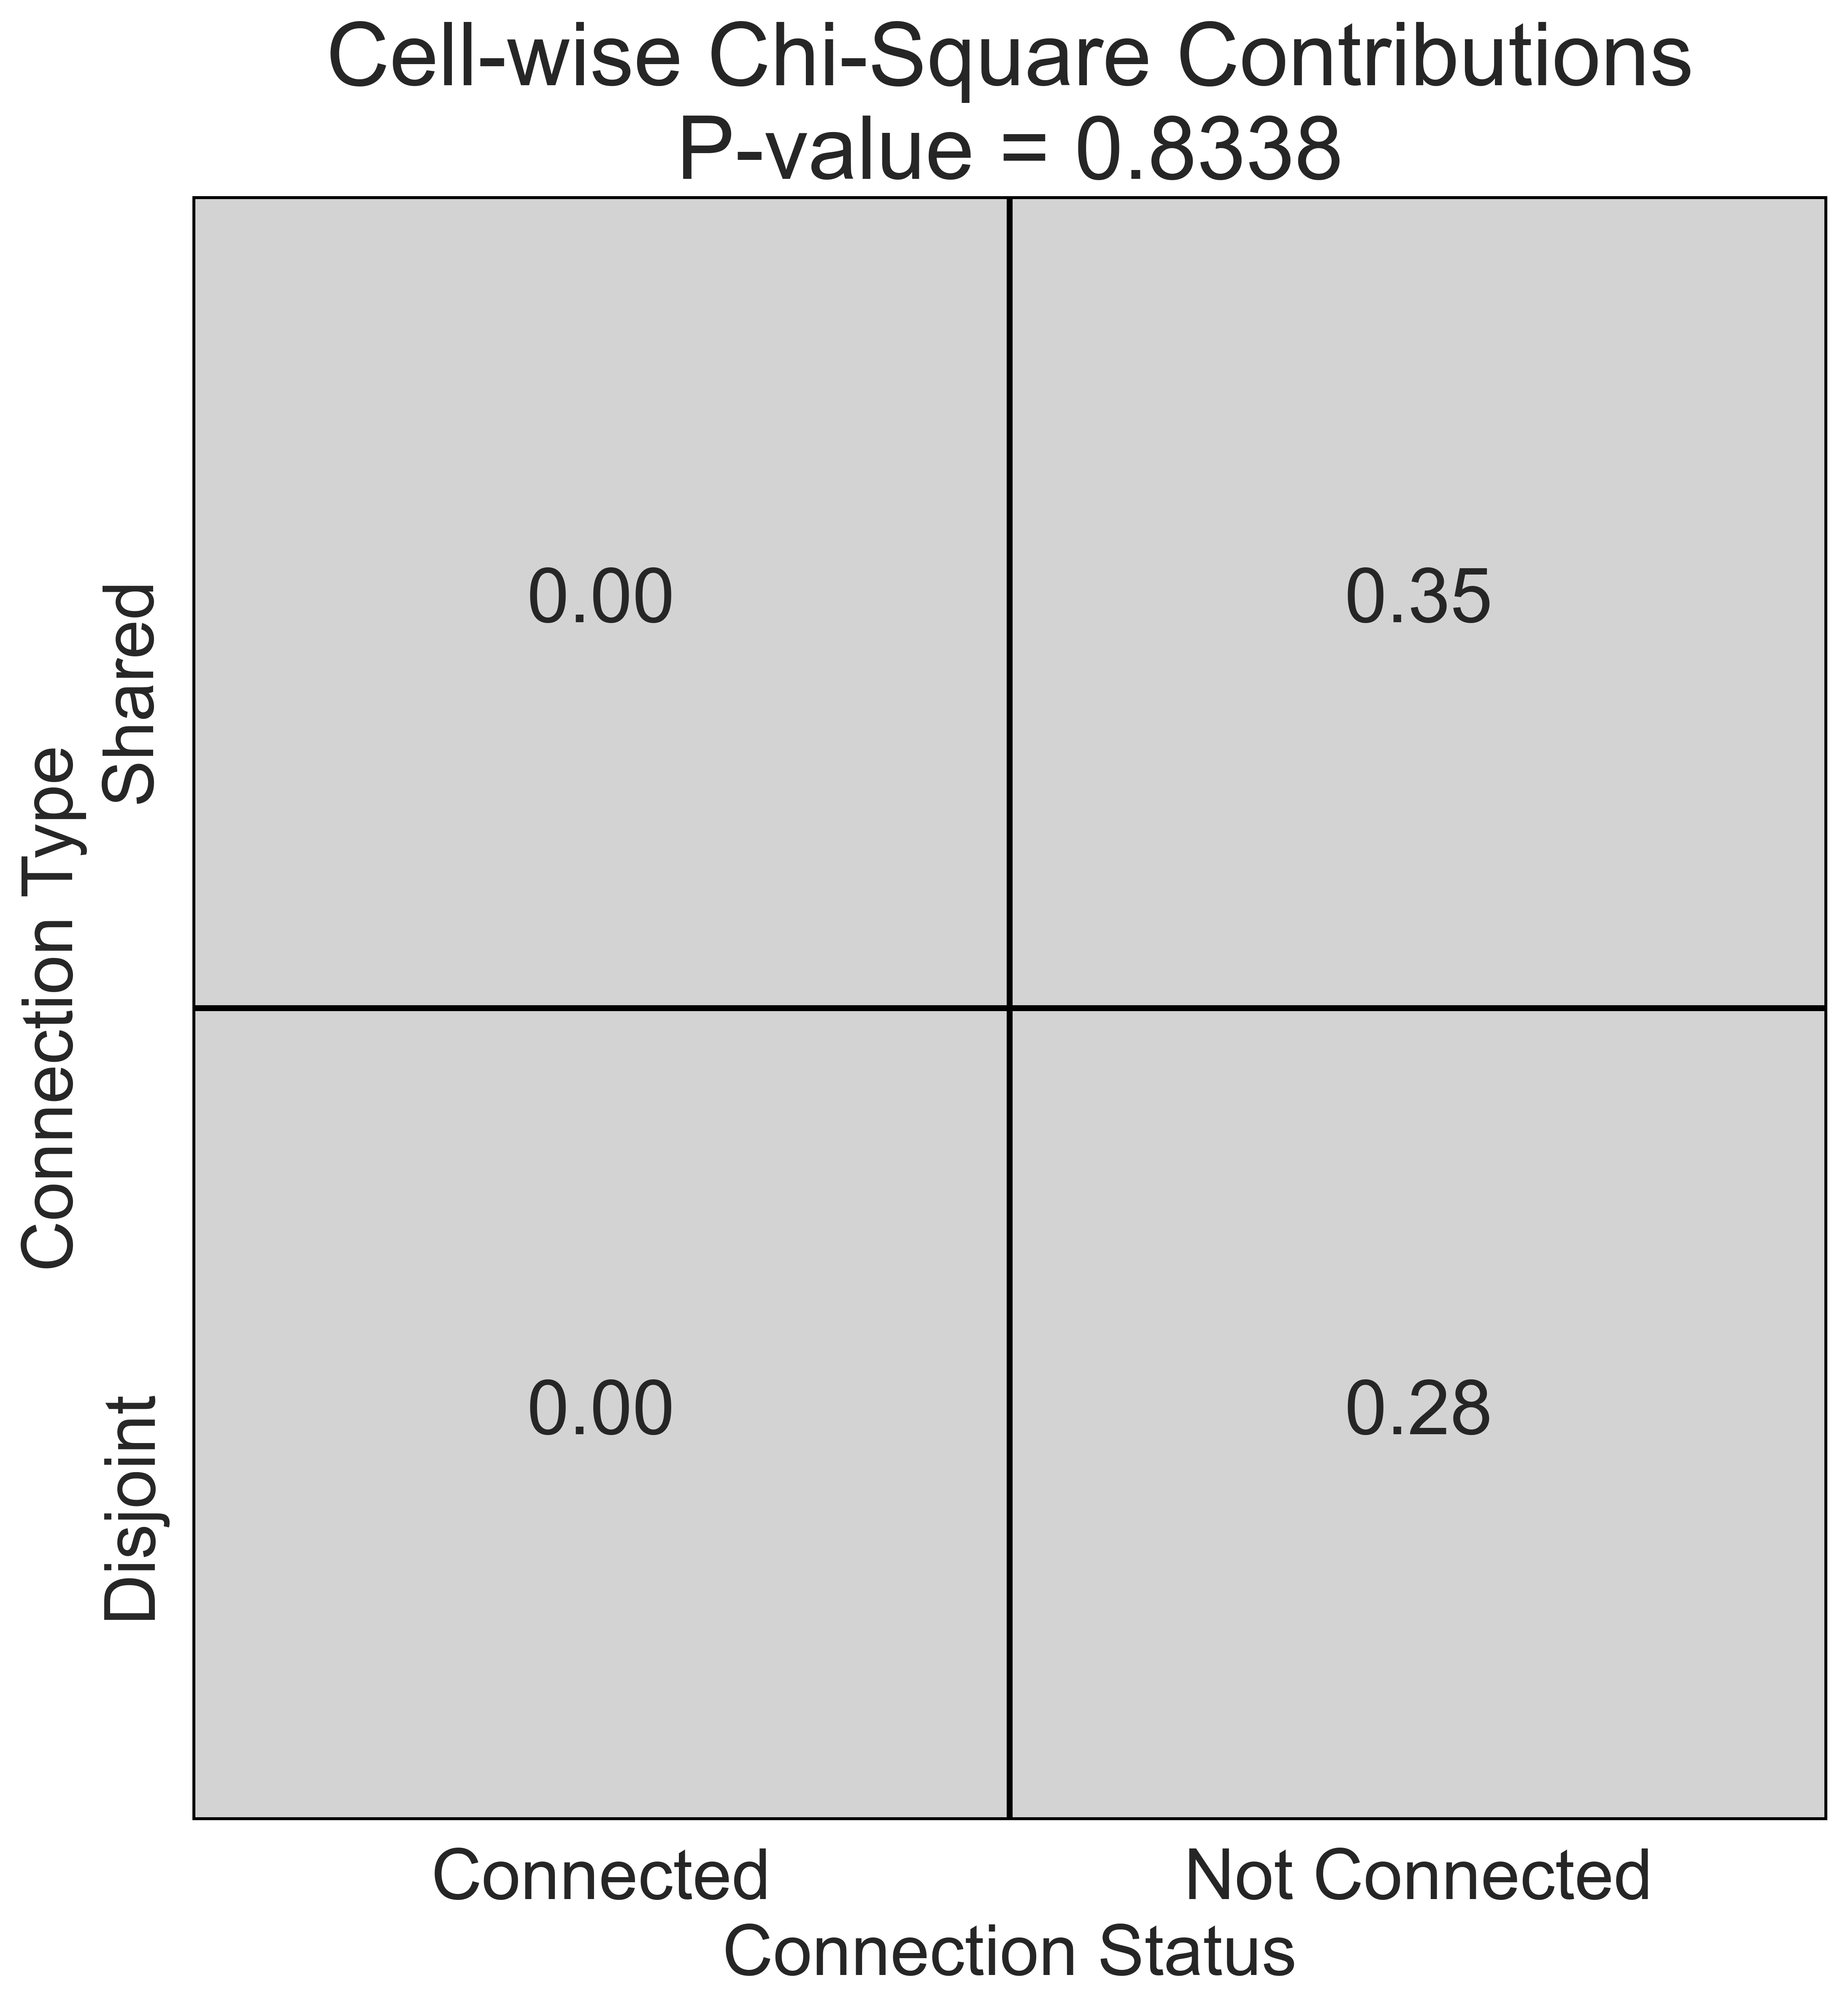 Cell-wise Chi-Square Contributions
P-value = 0.8338
Connection Type
Shared
0.00
0.35
Disjoint
0.00
0.28
Connected
Not Connected
Connection Status